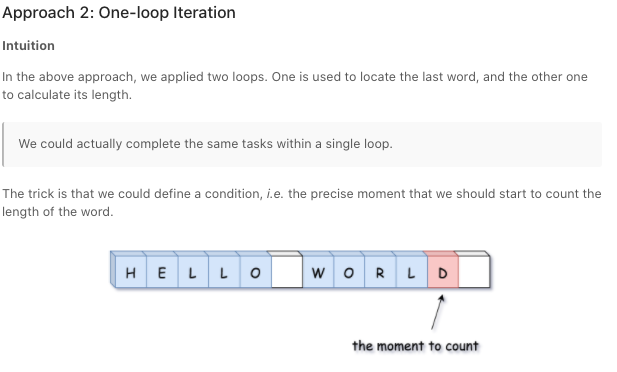 Approach 2: One-loop Iteration
Intuition
In the above approach, we applied two loops. One is used to locate the last word, and the other one
to calculate its length.
We could actually complete the same tasks within a single loop.
The trick is that we could define a condition, i.e. the precise moment that we should start to count the
length of the word.
H E L L O W O R L D
the moment to count